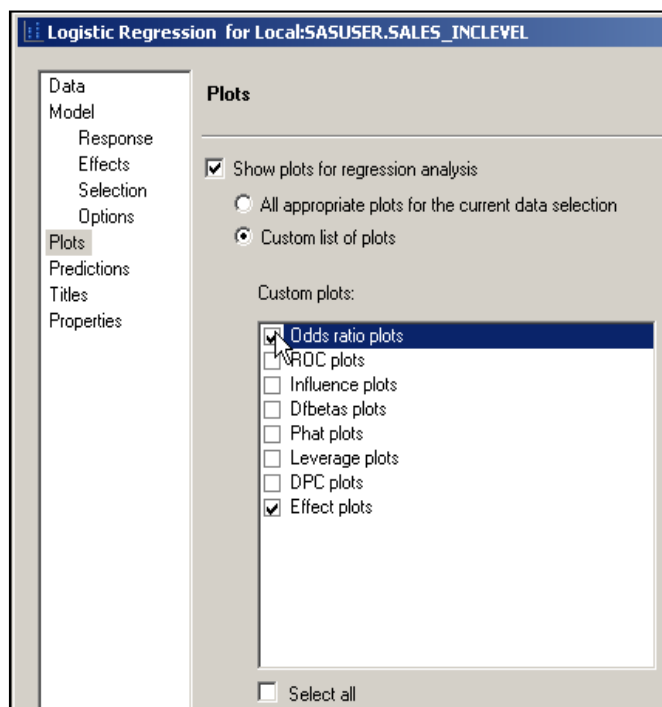 Logistic Regression for Local:SASUSER.SALES_INCLEVEL
Data
Model
Response
Effects
Selection
Options
Plots
Predictions
Titles
Properties
Plots
Show plots for regression analysis
All appropriate plots for the current data selection
Custom list of plots
Custom plots:
Odds ratio plots
ROC plots
Influence plots
Dfbetas plots
Phat plots
Leverage plots
DPC plots
Effect plots
Select all